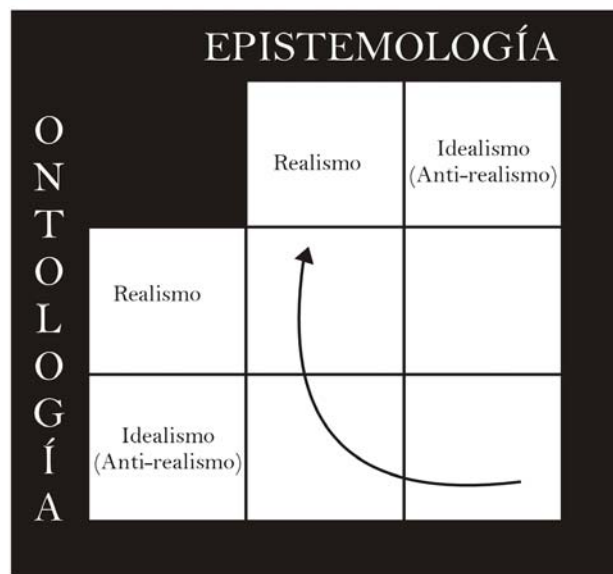 EPISTEMOLOGÍA
ONTOLOGÍA
Realismo
Idealismo
(Anti-realismo)
Realismo
Idealismo
(Anti-realismo)